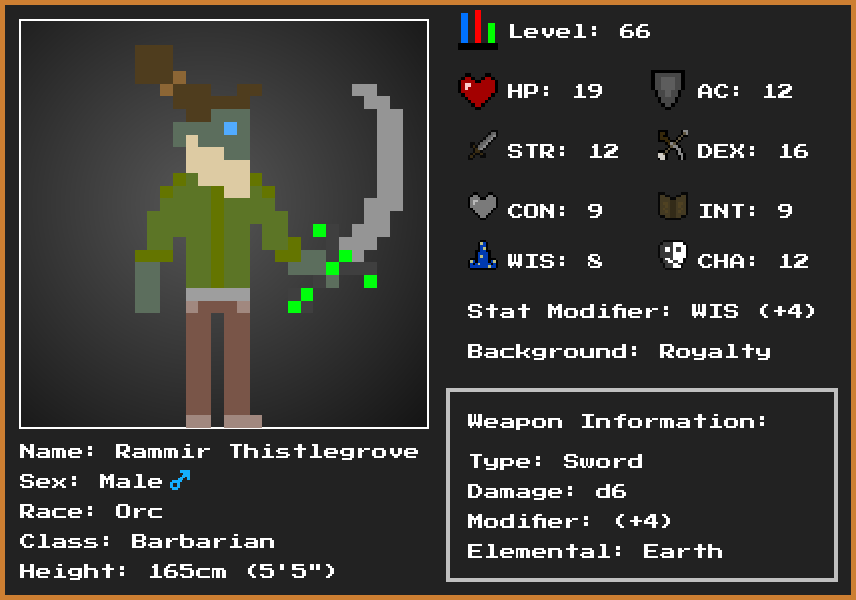 Level: 66
HP: 19 AC: 12
STR: 12 DEX: 16
CON: 9 INT: 9
WIS: 8 CHA: 12
Stat Modifier: WIS (+4)
Background: Royalty
Weapon Information:
Type: Sword
Damage: d6
Modifier: (+4)
Elemental: Earth
Name: Rammir Thistlegrove
Sex: Male♂
Race: Orc
Class: Barbarian
Height: 165cm (5'5")